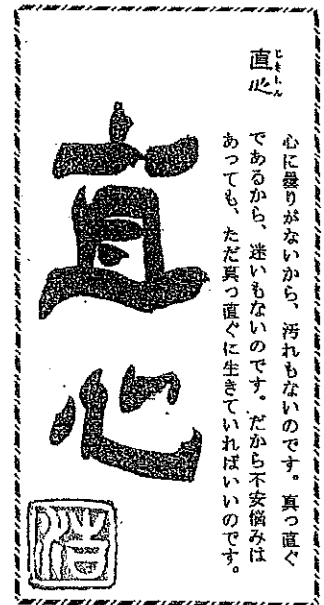 直心
じきしん
心に曇りがないから、汚れもないのです。真っ直ぐ
であるから、迷いもないのです。だから不安悩みは
あっても、ただ真っ直ぐに生きていればいいのです。
直心